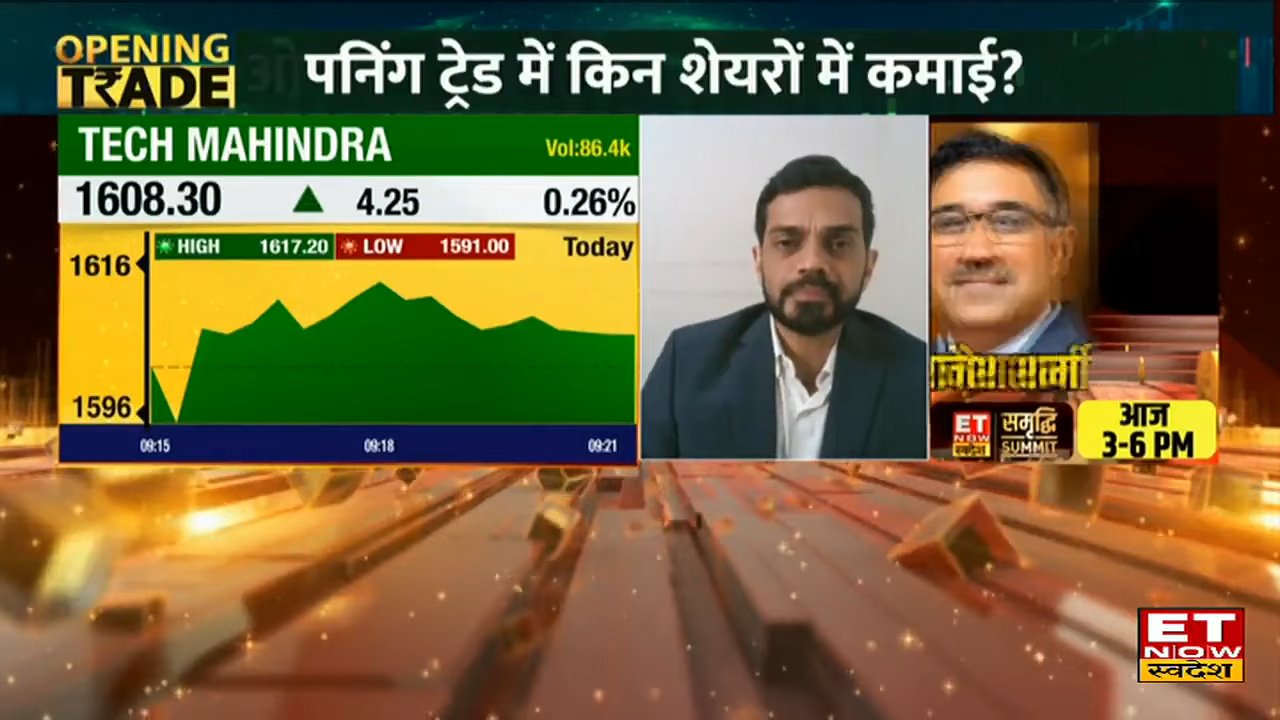 OPENING
TRADE
पनिंग ट्रेड में किन शेयरों में कमाई?
TECH MAHINDRA
Vol:86.4k
1608.30
4.25
0.26%
HIGH 1617.20
LOW 1591.00
Today
1616
1596
09:15
09:18
09:21
ET
NOW
स्वदेश
समृद्धि
SUMMIT
आज
3-6 PM
ET
NOW
स्वदेश